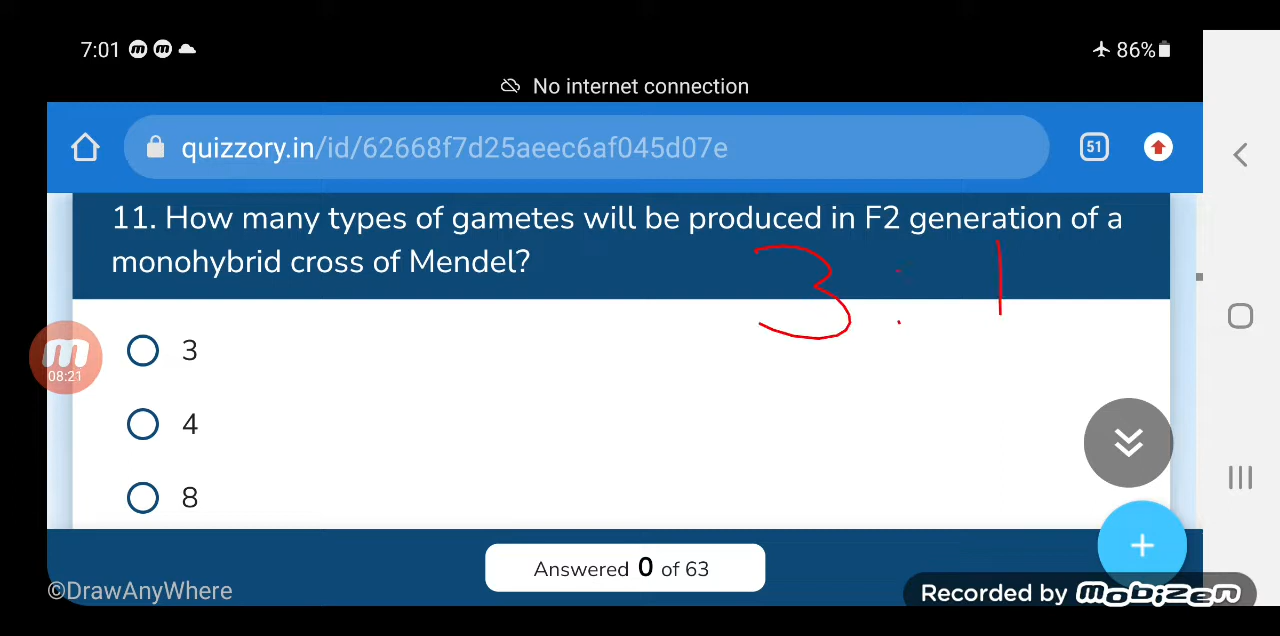 7:01 86%
No internet connection
quizzory.in/id/62668f7d25aeec6af045d07e 51
11. How many types of gametes will be produced in F2 generation of a
monohybrid cross of Mendel?
3 : 1
3
m
08:21
4
8
+
Answered 0 of 63
©DrawAnyWhere
Recorded by mobizen